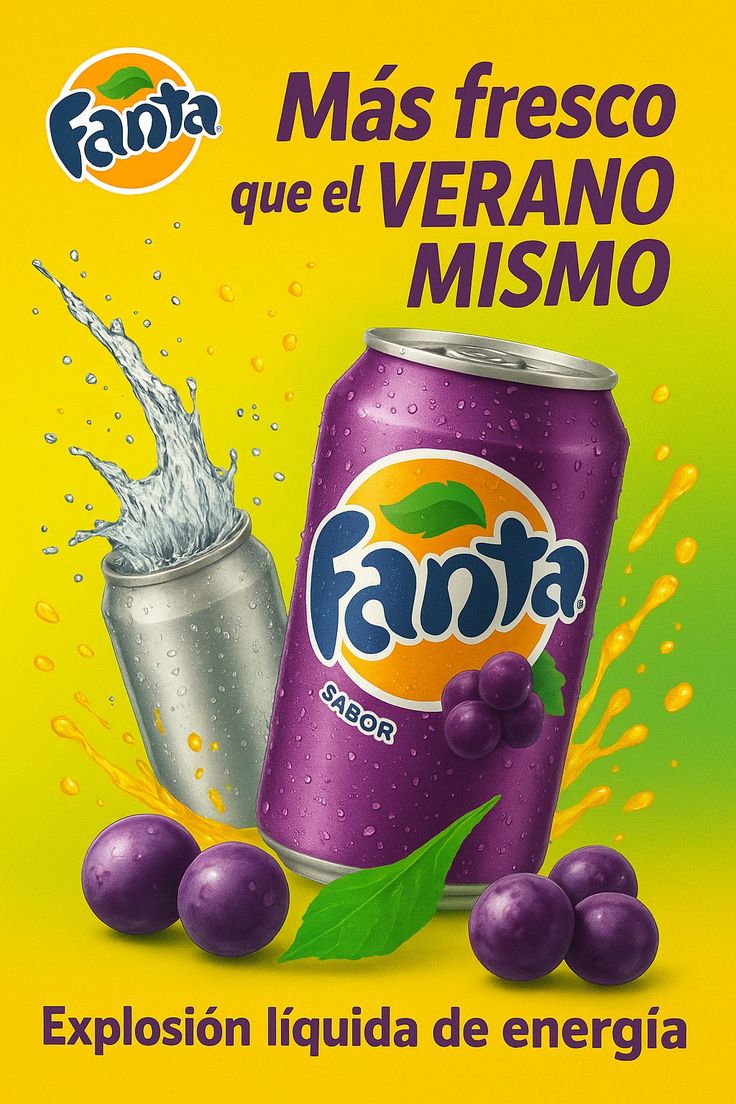 Fanta
Más fresco
que el VERANO
MISMO
Fanta
SABOR
Explosión líquida de energía